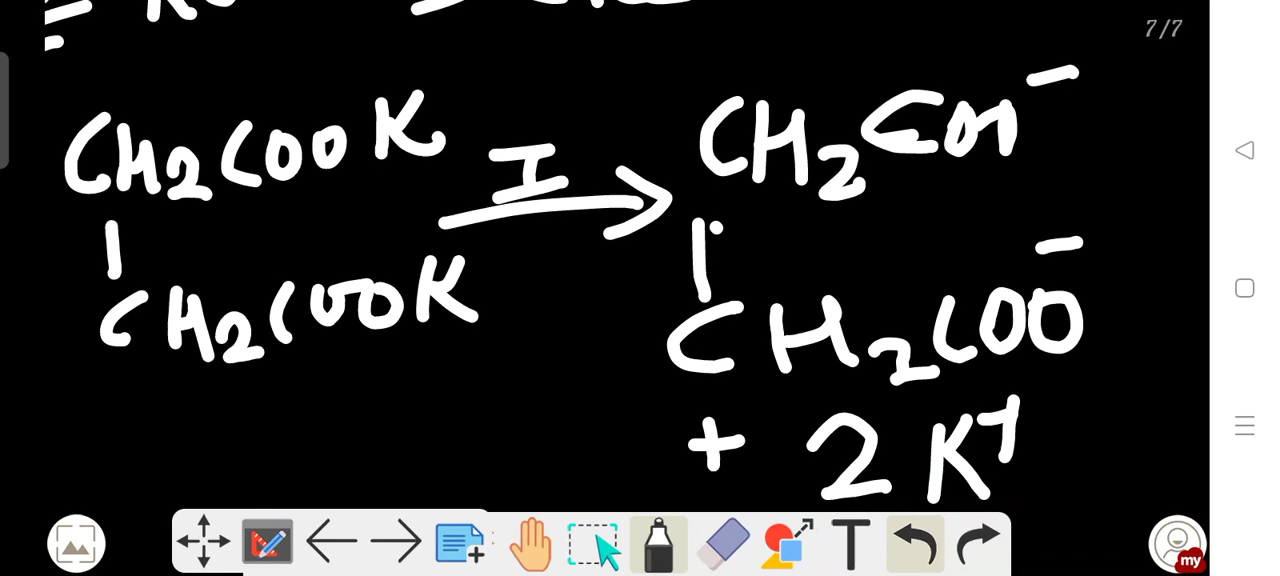 7/7
CH2COOK I → CH2COO⁻
| |
CH2COOK CH2COO⁻
+ 2K⁺
T
my